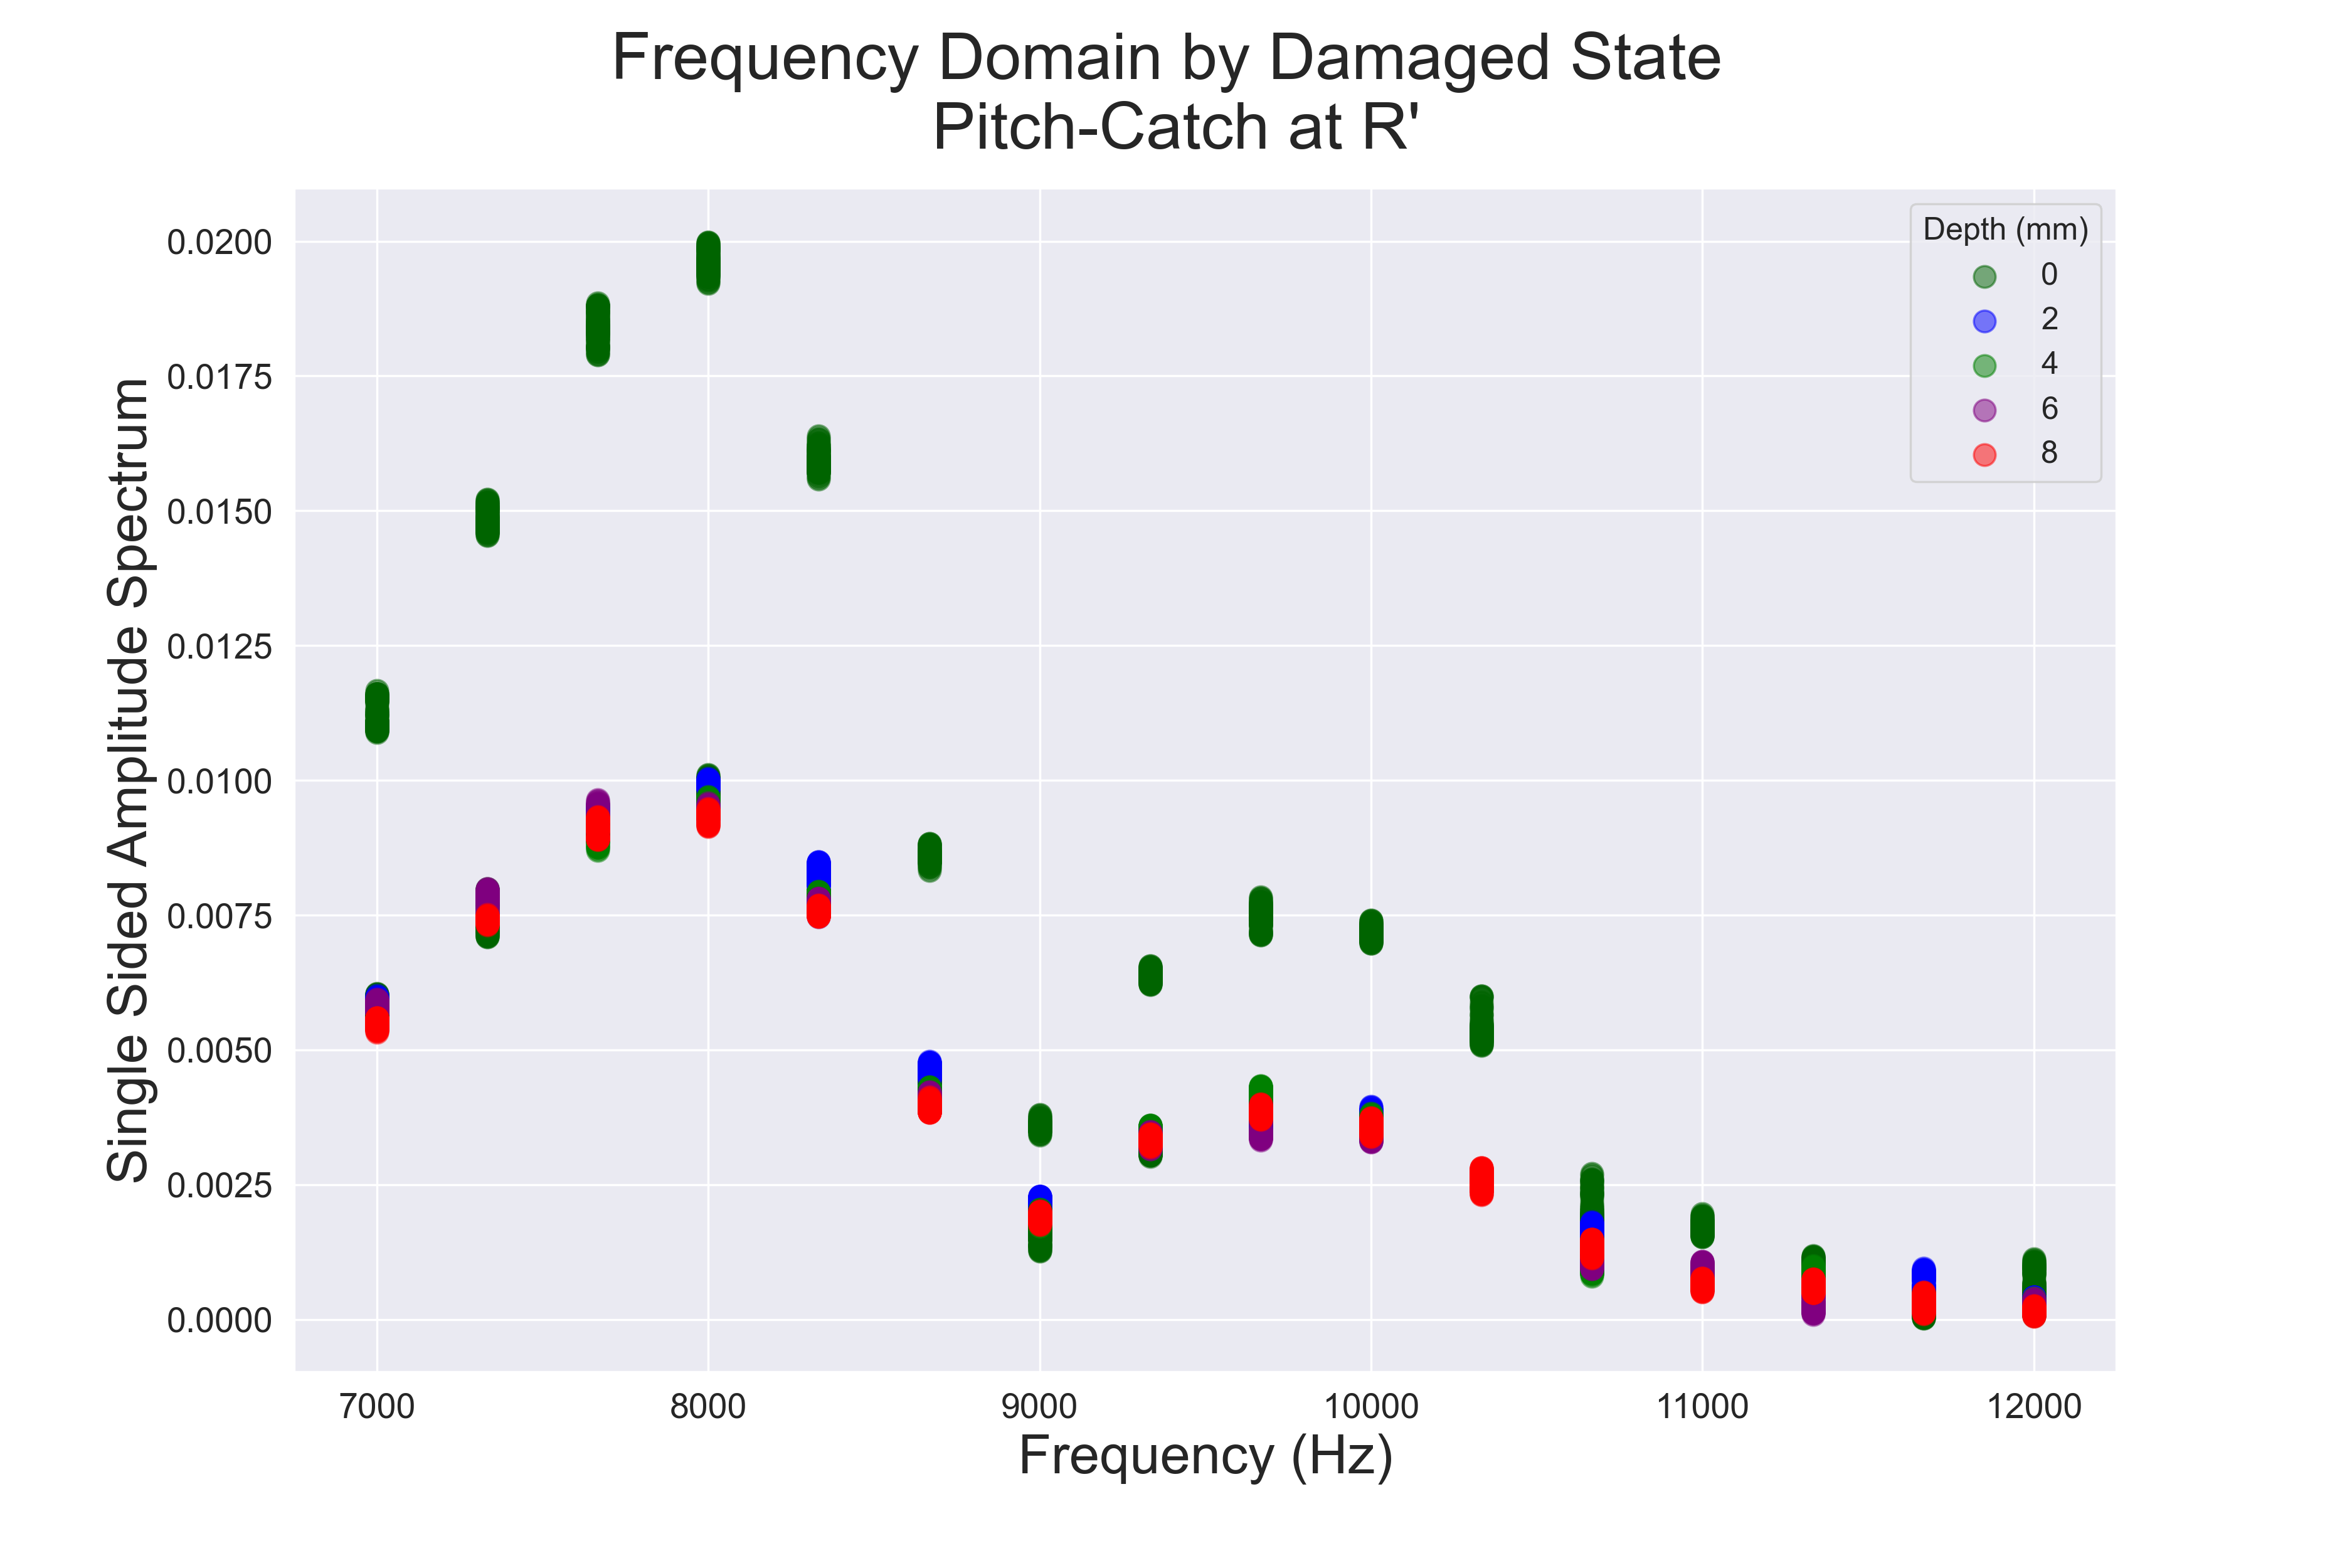 Frequency Domain by Damaged State
Pitch-Catch at R'
Single Sided Amplitude Spectrum
0.0200
0.0175
0.0150
0.0125
0.0100
0.0075
0.0050
0.0025
0.0000
Depth (mm)
0
2
4
6
8
7000 8000 9000 10000 11000 12000
Frequency (Hz)